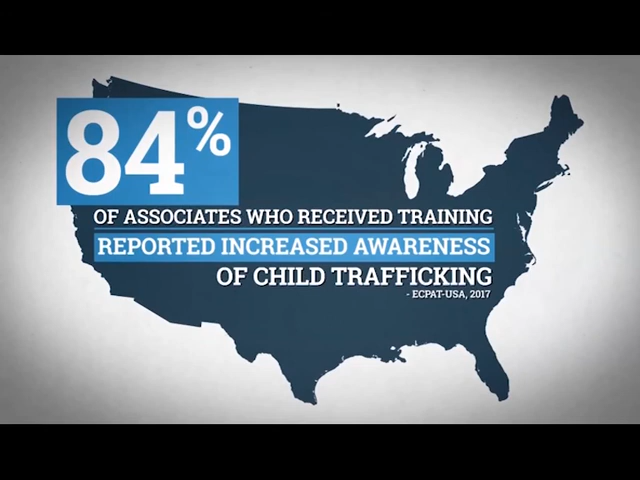 84%
OF ASSOCIATES WHO RECEIVED TRAINING
REPORTED INCREASED AWARENESS
OF CHILD TRAFFICKING
- ECPAT-USA, 2017